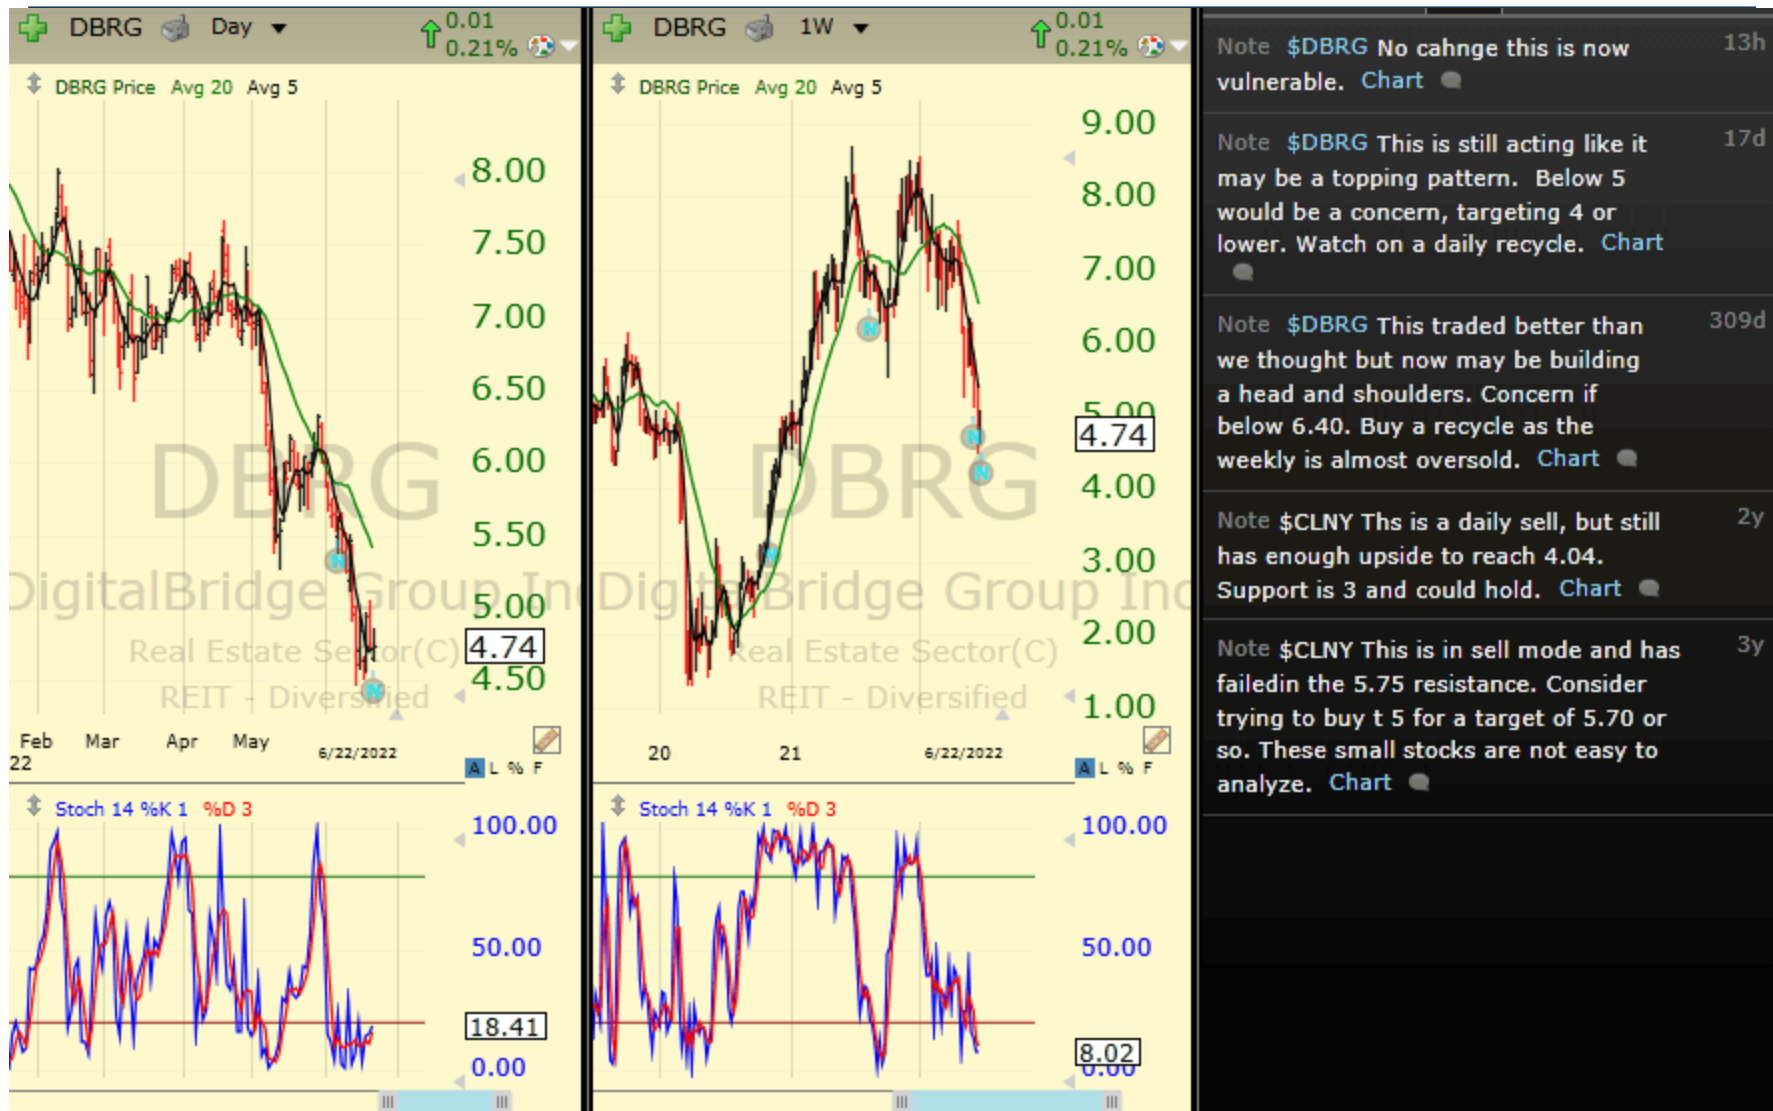 DBRG Day 0.01
0.21%
DBRG Price Avg 20 Avg 5
8.00
7.50
7.00
6.50
6.00
5.50
5.00
4.74
4.50
DBRG
DigitalBridge Group Inc
Real Estate Sector(C)
REIT - Diversified
N
N
Feb Mar Apr May 6/22/2022
22
A L % F
Stoch 14 %K 1 %D 3
100.00
50.00
18.41
0.00
DBRG 1W 0.01
0.21%
DBRG Price Avg 20 Avg 5
9.00
8.00
7.00
6.00
5.00
4.74
4.00
3.00
2.00
1.00
DBRG
DigitalBridge Group Inc
Real Estate Sector(C)
REIT - Diversified
N
N
N
N
20 21 6/22/2022
A L % F
Stoch 14 %K 1 %D 3
100.00
50.00
8.02
0.00
Note $DBRG No cahnge this is now 13h
vulnerable. Chart
Note $DBRG This is still acting like it 17d
may be a topping pattern. Below 5
would be a concern, targeting 4 or
lower. Watch on a daily recycle. Chart
Note $DBRG This traded better than 309d
we thought but now may be building
a head and shoulders. Concern if
below 6.40. Buy a recycle as the
weekly is almost oversold. Chart
Note $CLNY Ths is a daily sell, but still 2y
has enough upside to reach 4.04.
Support is 3 and could hold. Chart
Note $CLNY This is in sell mode and has 3y
failedin the 5.75 resistance. Consider
trying to buy t 5 for a target of 5.70 or
so. These small stocks are not easy to
analyze. Chart